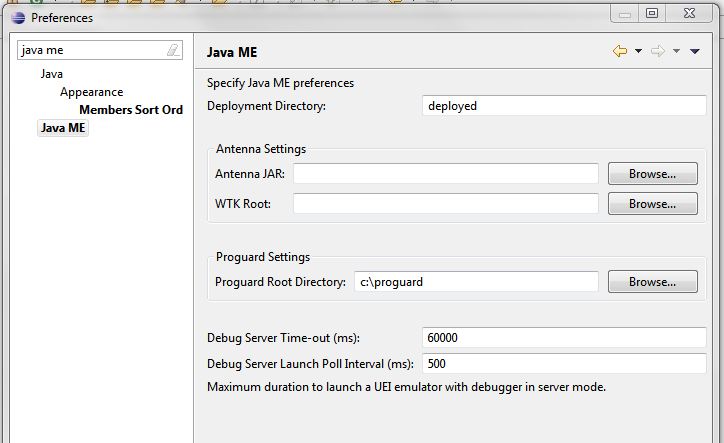 Preferences
java me
Java
Appearance
Members Sort Ord
Java ME
Java ME
Specify Java ME preferences
Deployment Directory: deployed
Antenna Settings
Antenna JAR: Browse...
WTK Root: Browse...
Proguard Settings
Proguard Root Directory: c:\proguard Browse...
Debug Server Time-out (ms): 60000
Debug Server Launch Poll Interval (ms): 500
Maximum duration to launch a UEI emulator with debugger in server mode.